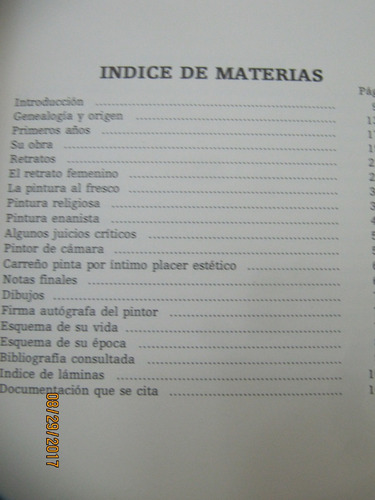 INDICE DE MATERIAS
Pág
Introducción
Genealogía y origen
Primeros años
Su obra
Retratos
El retrato femenino
La pintura al fresco
Pintura religiosa
Pintura enanista
Algunos juicios críticos
Pintor de cámara
Carreño pinta por íntimo placer estético
Notas finales
Dibujos
Firma autógrafa del pintor
Esquema de su vida
Esquema de su época
Bibliografía consultada
Indice de láminas
Documentación que se cita
08/29/2017